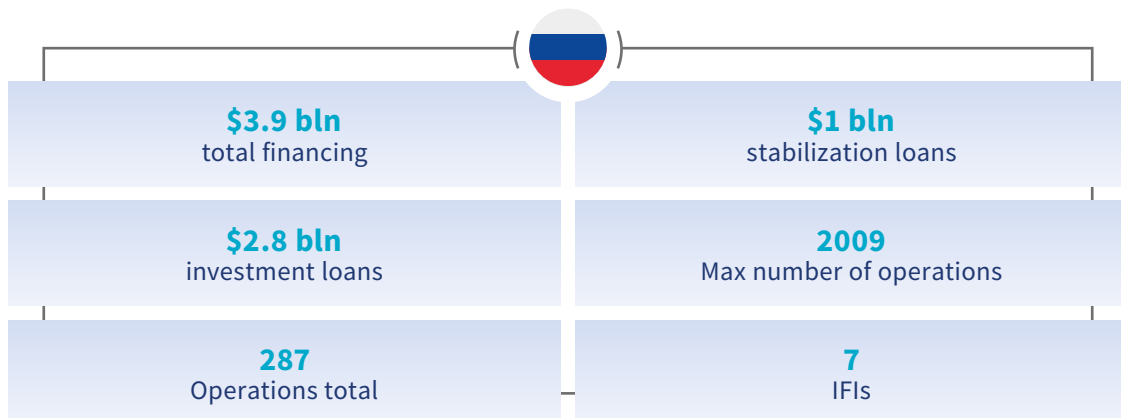 $3.9 bln
total financing
$1 bln
stabilization loans
$2.8 bln
investment loans
2009
Max number of operations
287
Operations total
7
IFIs